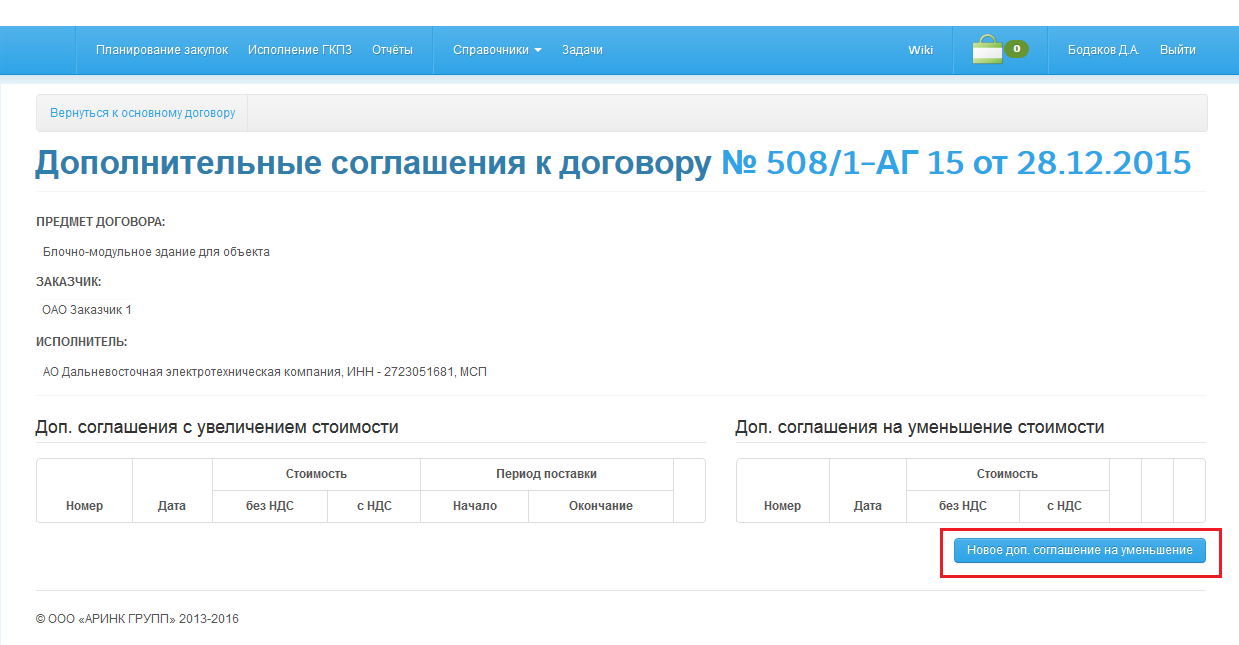 Планирование закупок Исполнение ГКПЗ Отчёты Справочники Задачи Wiki 0 Бодаков Д.А. Выйти
Вернуться к основному договору
Дополнительные соглашения к договору № 508/1-АГ 15 от 28.12.2015
ПРЕДМЕТ ДОГОВОРА:
Блочно-модульное здание для объекта
ЗАКАЗЧИК:
ОАО Заказчик 1
ИСПОЛНИТЕЛЬ:
АО Дальневосточная электротехническая компания, ИНН - 2723051681, МСП
Доп. соглашения с увеличением стоимости
Номер Дата Стоимость Период поставки
без НДС с НДС Начало Окончание
Доп. соглашения на уменьшение стоимости
Номер Дата Стоимость
без НДС с НДС
Новое доп. соглашение на уменьшение
© ООО «АРИНК ГРУПП» 2013-2016